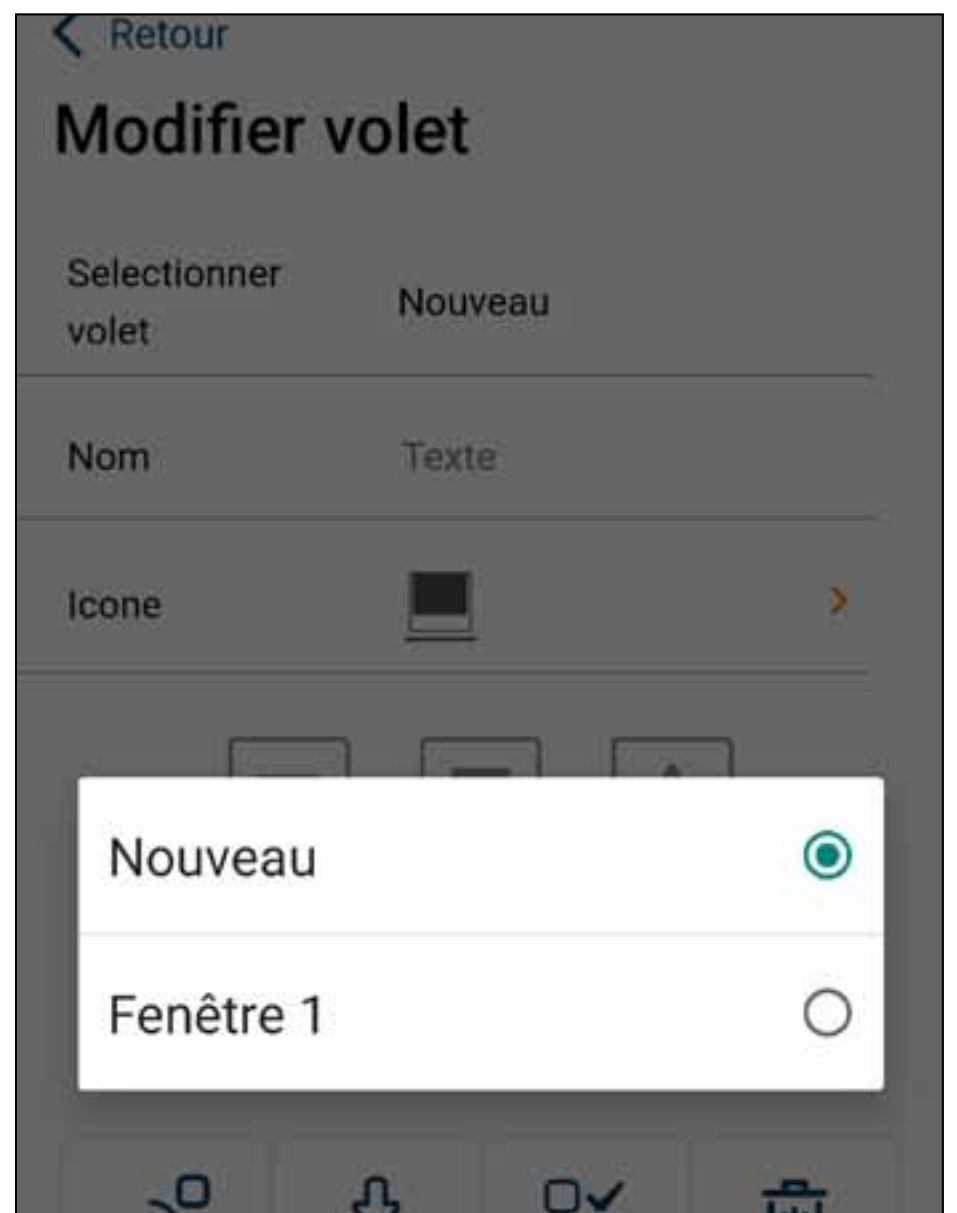 Retour
Modifier volet
Selectionner
volet
Nouveau
Nom
Texte
Icone
Nouveau
Fenêtre 1